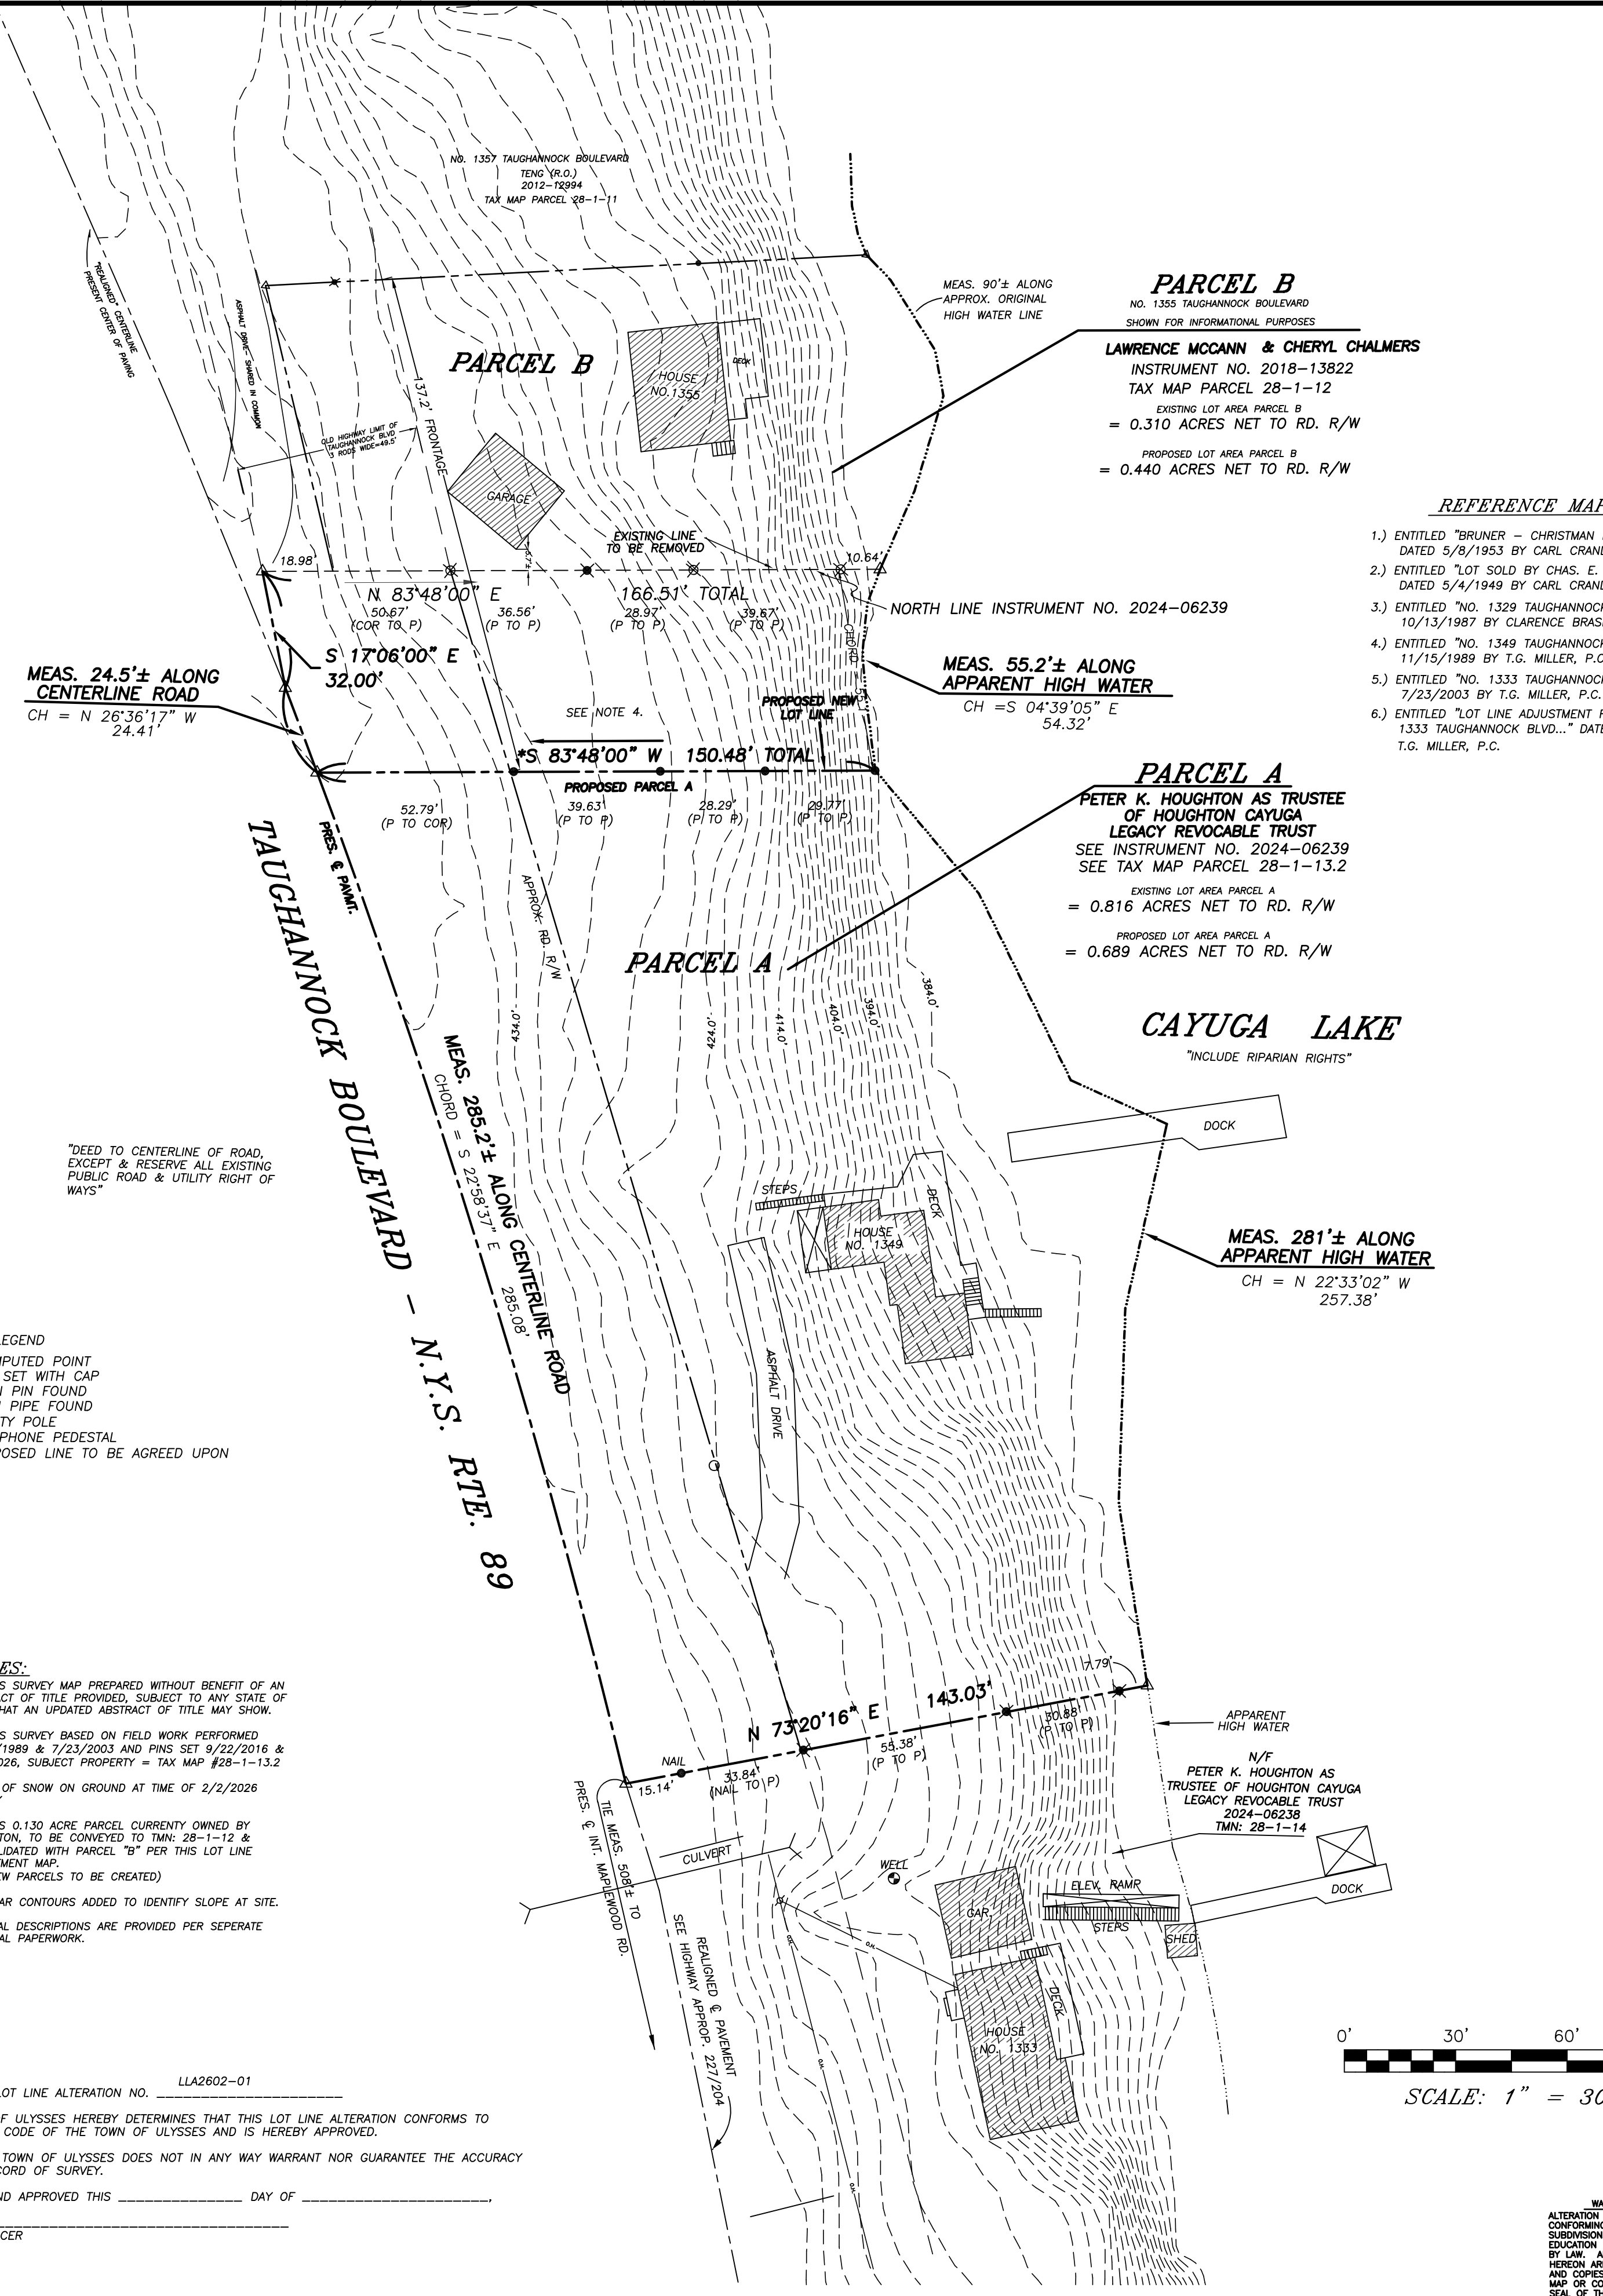 NO. 1357 TAUGHANNOCK BOULEVARD
TENG (R.O.)
2012-12994
TAX MAP PARCEL 28-1-11
"REALIGNED" CENTERLINE
PRESENT CENTER OF PAVING
ASPHALT DRIVE- SHARED IN COMMON
OLD HIGHWAY LIMIT OF
TAUGHANNOCK BLVD
3 RODS WIDE=49.5'
137.2' FRONTAGE
PARCEL B
HOUSE
NO.1355
DECK
GARAGE
MEAS. 90'± ALONG
APPROX. ORIGINAL
HIGH WATER LINE
PARCEL B
NO. 1355 TAUGHANNOCK BOULEVARD
SHOWN FOR INFORMATIONAL PURPOSES
LAWRENCE MCCANN & CHERYL CHALMERS
INSTRUMENT NO. 2018-13822
TAX MAP PARCEL 28-1-12
EXISTING LOT AREA PARCEL B
= 0.310 ACRES NET TO RD. R/W
PROPOSED LOT AREA PARCEL B
= 0.440 ACRES NET TO RD. R/W
REFERENCE MAP
1.) ENTITLED "BRUNER - CHRISTMAN
DATED 5/8/1953 BY CARL CRAND
2.) ENTITLED "LOT SOLD BY CHAS. E.
DATED 5/4/1949 BY CARL CRAND
3.) ENTITLED "NO. 1329 TAUGHANNOCK
10/13/1987 BY CLARENCE BRAS
4.) ENTITLED "NO. 1349 TAUGHANNOCK
11/15/1989 BY T.G. MILLER, P.C.
5.) ENTITLED "NO. 1333 TAUGHANNOCK
7/23/2003 BY T.G. MILLER, P.C.
6.) ENTITLED "LOT LINE ADJUSTMENT
1333 TAUGHANNOCK BLVD..." DATE
T.G. MILLER, P.C.
EXISTING LINE
TO BE REMOVED
18.98'
10.64'
N 83°48'00" E 166.51' TOTAL
50.67'
(COR TO P)
36.56'
(P TO P)
28.97'
(P TO P)
39.67'
(P TO P)
NORTH LINE INSTRUMENT NO. 2024-06239
S 17°06'00" E
32.00'
MEAS. 24.5'± ALONG
CENTERLINE ROAD
CH = N 26°36'17" W
24.41'
CHORD
MEAS. 55.2'± ALONG
APPARENT HIGH WATER
CH =S 04°39'05" E
54.32'
SEE NOTE 4.
PROPOSED NEW
LOT LINE
*S 83°48'00" W 150.48' TOTAL
PROPOSED PARCEL A
52.79'
(P TO COR)
39.63'
(P TO P)
28.29'
(P TO P)
29.77'
(P TO P)
PARCEL A
PETER K. HOUGHTON AS TRUSTEE
OF HOUGHTON CAYUGA
LEGACY REVOCABLE TRUST
SEE INSTRUMENT NO. 2024-06239
SEE TAX MAP PARCEL 28-1-13.2
EXISTING LOT AREA PARCEL A
= 0.816 ACRES NET TO RD. R/W
PROPOSED LOT AREA PARCEL A
= 0.689 ACRES NET TO RD. R/W
PRES. ℄ PAVMT.
APPROX. RD. R/W
PARCEL A
434.0'
424.0'
414.0'
404.0'
394.0'
384.0'
CAYUGA LAKE
"INCLUDE RIPARIAN RIGHTS"
TAUGHANNOCK BOULEVARD - N.Y.S. RTE. 89
MEAS. 285.2'± ALONG CENTERLINE ROAD
CHORD = S 22°58'37" E 285.08'
"DEED TO CENTERLINE OF ROAD,
EXCEPT & RESERVE ALL EXISTING
PUBLIC ROAD & UTILITY RIGHT OF
WAYS"
DOCK
STEPS
DECK
HOUSE
NO. 1349
ASPHALT DRIVE
MEAS. 281'± ALONG
APPARENT HIGH WATER
CH = N 22°33'02" W
257.38'
LEGEND
PUTED POINT
SET WITH CAP
PIN FOUND
PIPE FOUND
TY POLE
PHONE PEDESTAL
POSED LINE TO BE AGREED UPON
ES:
S SURVEY MAP PREPARED WITHOUT BENEFIT OF AN
ACT OF TITLE PROVIDED, SUBJECT TO ANY STATE OF
HAT AN UPDATED ABSTRACT OF TITLE MAY SHOW.
S SURVEY BASED ON FIELD WORK PERFORMED
/1989 & 7/23/2003 AND PINS SET 9/22/2016 &
026, SUBJECT PROPERTY = TAX MAP #28-1-13.2
OF SNOW ON GROUND AT TIME OF 2/2/2026
S 0.130 ACRE PARCEL CURRENTY OWNED BY
TON, TO BE CONVEYED TO TMN: 28-1-12 &
LIDATED WITH PARCEL "B" PER THIS LOT LINE
TMENT MAP.
EW PARCELS TO BE CREATED)
AR CONTOURS ADDED TO IDENTIFY SLOPE AT SITE.
AL DESCRIPTIONS ARE PROVIDED PER SEPERATE
AL PAPERWORK.
7.79'
N 73°20'16" E 143.03'
30.88'
(P TO P)
55.38'
(P TO P)
NAIL
33.84'
(NAIL TO P)
15.14'
APPARENT
HIGH WATER
N/F
PETER K. HOUGHTON AS
TRUSTEE OF HOUGHTON CAYUGA
LEGACY REVOCABLE TRUST
2024-06238
TMN: 28-1-14
TIE MEAS. 508'± TO
PRES. ℄ INT. MAPLEWOOD RD.
CULVERT
WELL
GAR.
ELEV. RAMP
STEPS
SHED
DOCK
DECK
HOUSE
NO. 1333
REALIGNED ℄ PAVEMENT
SEE HIGHWAY APPROP. 227/204
0' 30' 60'
SCALE: 1" = 30
LLA2602-01
LOT LINE ALTERATION NO.
F ULYSSES HEREBY DETERMINES THAT THIS LOT LINE ALTERATION CONFORMS TO
CODE OF THE TOWN OF ULYSSES AND IS HEREBY APPROVED.
TOWN OF ULYSSES DOES NOT IN ANY WAY WARRANT NOR GUARANTEE THE ACCURACY
CORD OF SURVEY.
ND APPROVED THIS ______________ DAY OF _____________________,
CER
WA
ALTERATION
CONFORMING
SUBDIVISION
EDUCATION
BY LAW. A
HEREON AR
AND COPIES
MAP OR CO
SEAL OF TH